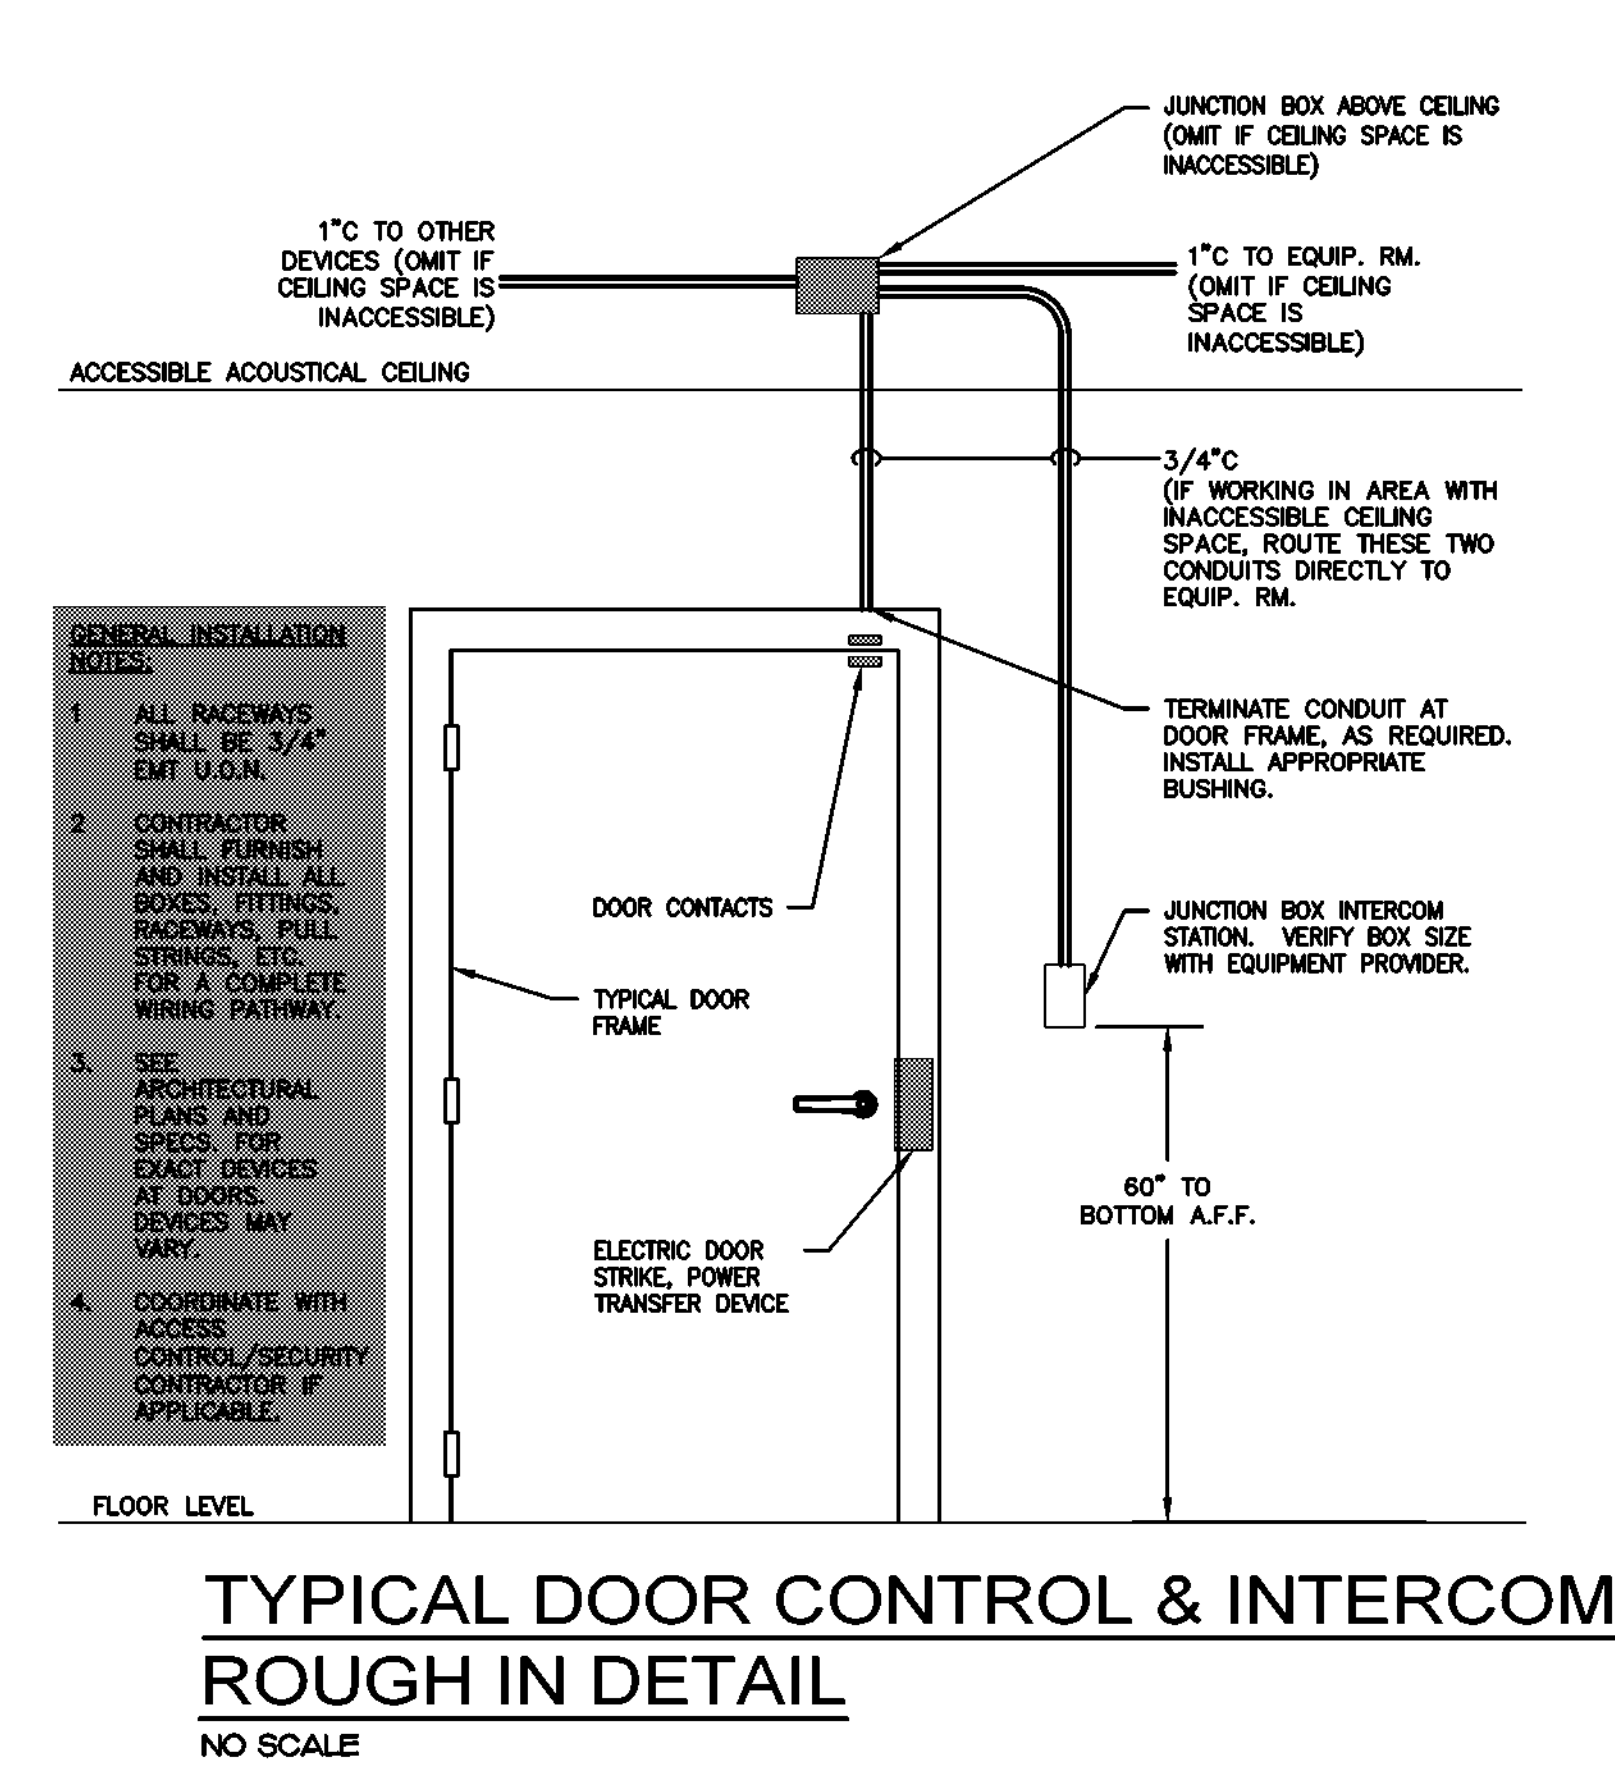 JUNCTION BOX ABOVE CEILING
(OMIT IF CEILING SPACE IS
INACCESSIBLE)
1"C TO OTHER
DEVICES (OMIT IF
CEILING SPACE IS
INACCESSIBLE)
1"C TO EQUIP. RM.
(OMIT IF CEILING
SPACE IS
INACCESSIBLE)
ACCESSIBLE ACOUSTICAL CEILING
3/4"C
(IF WORKING IN AREA WITH
INACCESSIBLE CEILING
SPACE, ROUTE THESE TWO
CONDUITS DIRECTLY TO
EQUIP. RM.
GENERAL INSTALLATION
NOTES:
1 ALL RACEWAYS
SHALL BE 3/4"
EMT U.O.N.
2 CONTRACTOR
SHALL FURNISH
AND INSTALL ALL
BOXES, FITTINGS,
RACEWAYS, PULL
STRINGS, ETC.
FOR A COMPLETE
WIRING PATHWAY.
3. SEE
ARCHITECTURAL
PLANS AND
SPECS. FOR
EXACT DEVICES
AT DOORS.
DEVICES MAY
VARY.
4. COORDINATE WITH
ACCESS
CONTROL/SECURITY
CONTRACTOR IF
APPLICABLE.
TERMINATE CONDUIT AT
DOOR FRAME, AS REQUIRED.
INSTALL APPROPRIATE
BUSHING.
DOOR CONTACTS
JUNCTION BOX INTERCOM
STATION. VERIFY BOX SIZE
WITH EQUIPMENT PROVIDER.
TYPICAL DOOR
FRAME
60" TO
BOTTOM A.F.F.
ELECTRIC DOOR
STRIKE, POWER
TRANSFER DEVICE
FLOOR LEVEL
TYPICAL DOOR CONTROL & INTERCOM
ROUGH IN DETAIL
NO SCALE